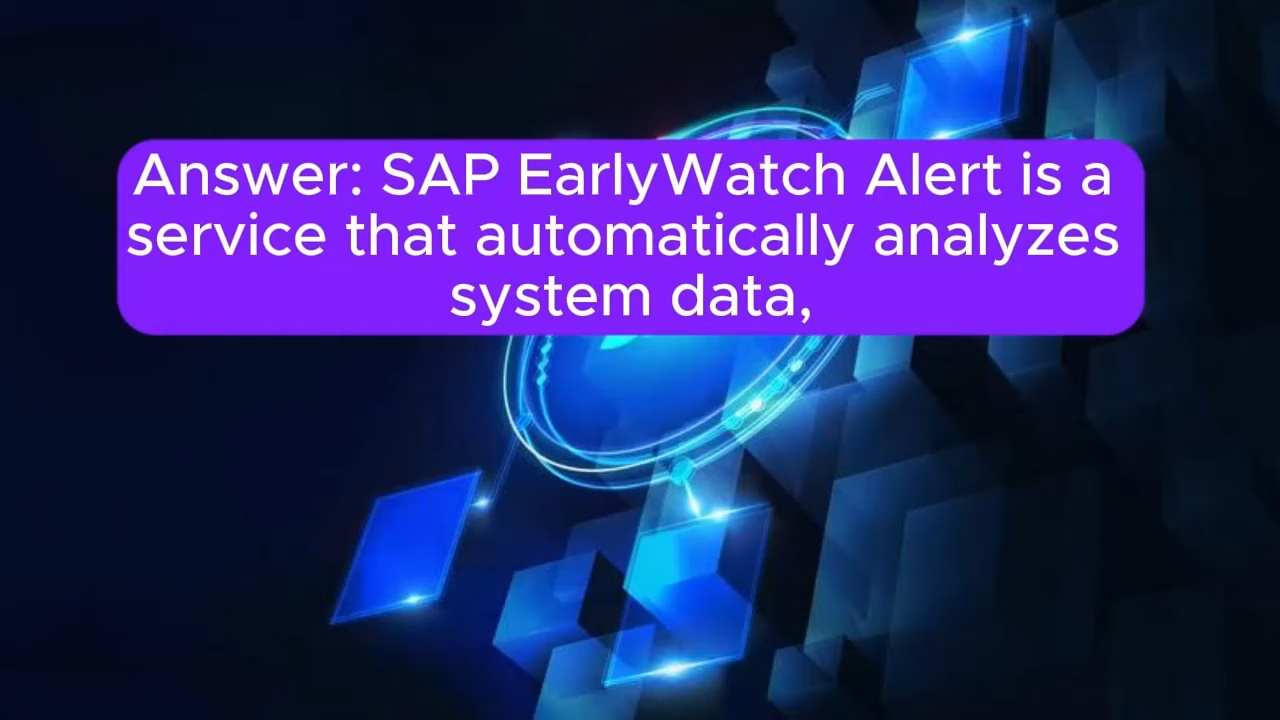 Answer: SAP EarlyWatch Alert is a
service that automatically analyzes
system data,